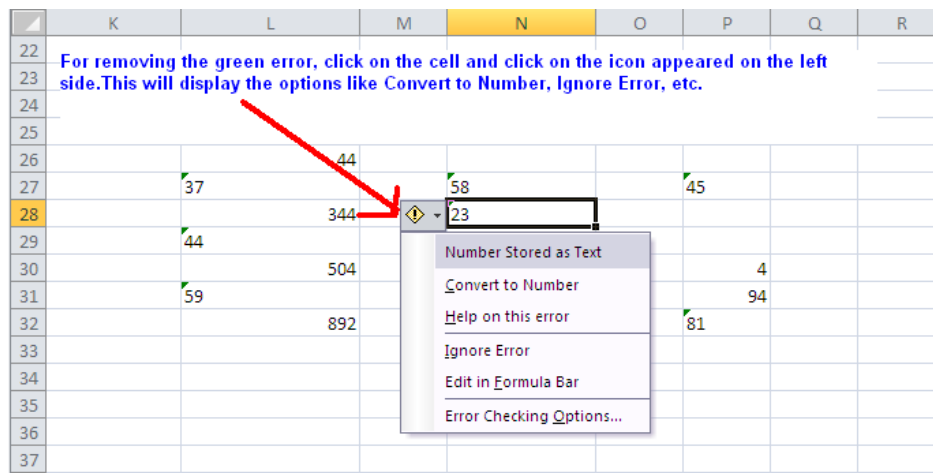 K L M N O P Q R
22
For removing the green error, click on the cell and click on the icon appeared on the left
23
side.This will display the options like Convert to Number, Ignore Error, etc.
24
25
26 44
27 37 58 45
28 344 23
29 44
Number Stored as Text
30 504 4
Convert to Number
31 59 94
Help on this error
32 892 81
33
Ignore Error
34
Edit in Formula Bar
35
Error Checking Options...
36
37